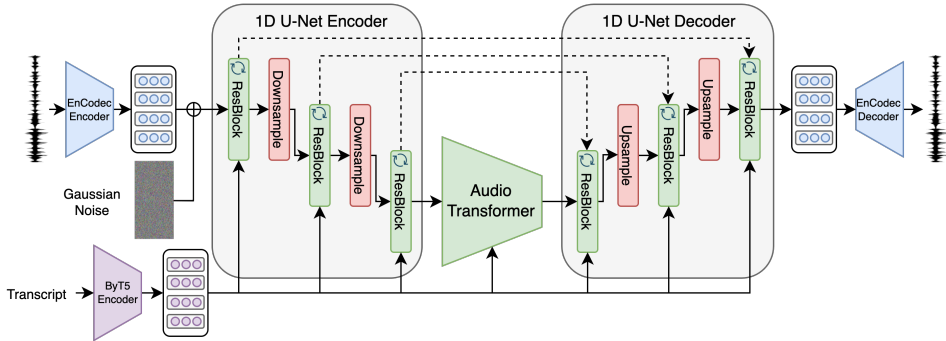 1D U-Net Encoder
1D U-Net Decoder
EnCodec
Encoder
ResBlock
Downsample
ResBlock
Downsample
ResBlock
Audio
Transformer
ResBlock
Upsample
ResBlock
Upsample
ResBlock
EnCodec
Decoder
Gaussian
Noise
Transcript
ByT5
Encoder